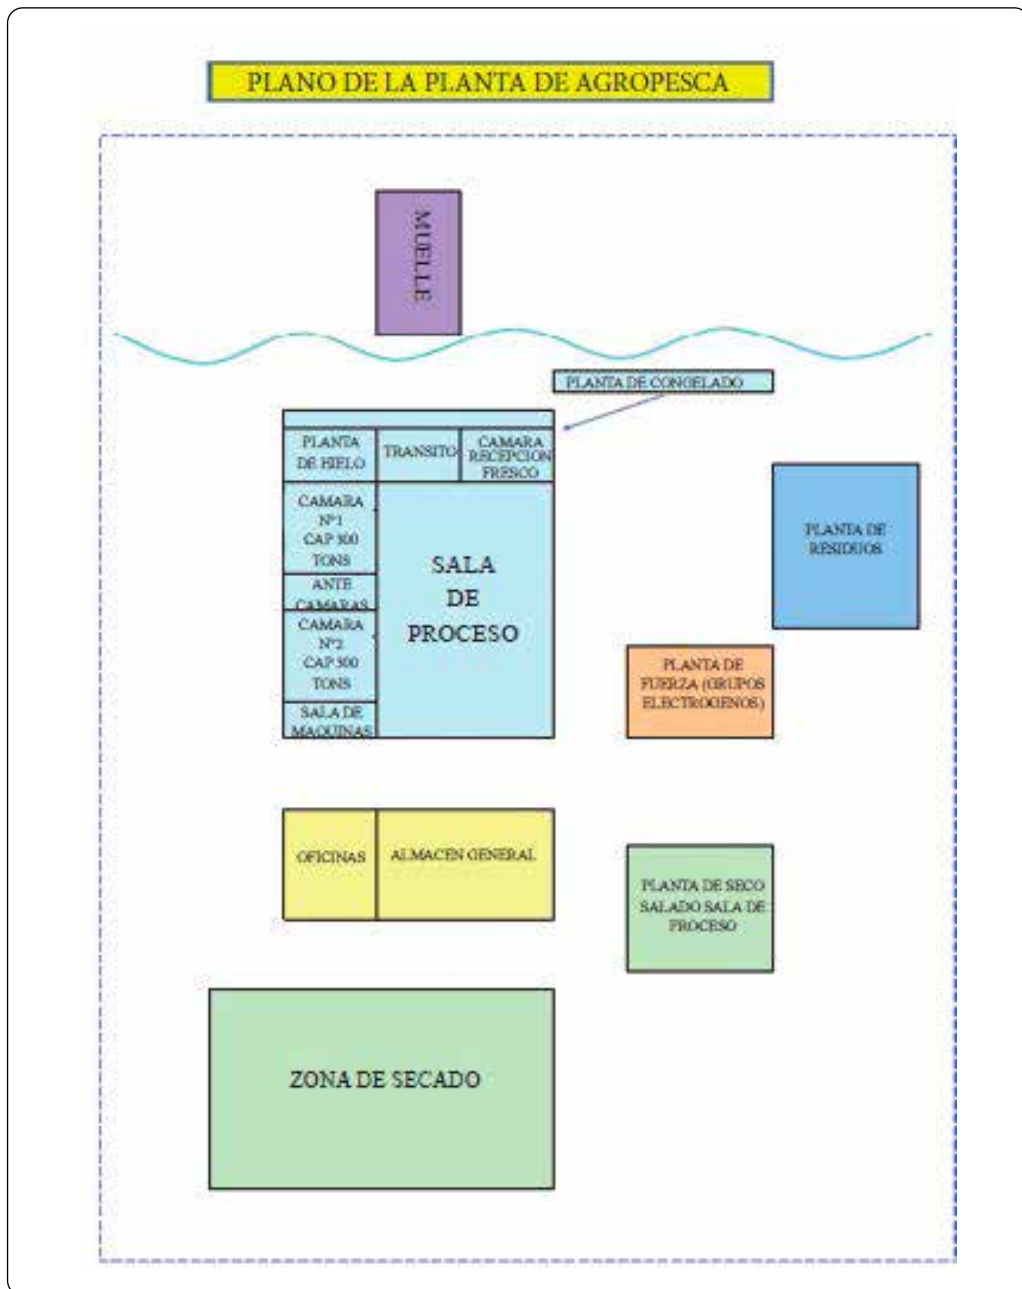 PLANO DE LA PLANTA DE AGROPESCA
MUELLE
PLANTA DE CONGELADO
PLANTA
DE HIELO
TRANSITO
CAMARA
RECEPCION
FRESCO
CAMARA
Nº1
CAP 300
TONS
ANTE
CAMARAS
CAMARA
Nº2
CAP 300
TONS
SALA DE
MAQUINAS
SALA
DE
PROCESO
PLANTA DE
RESIDUOS
PLANTA DE
FUERZA (GRUPOS
ELECTROGENOS)
OFICINAS
ALMACEN GENERAL
PLANTA DE SECO
SALADO SALA DE
PROCESO
ZONA DE SECADO